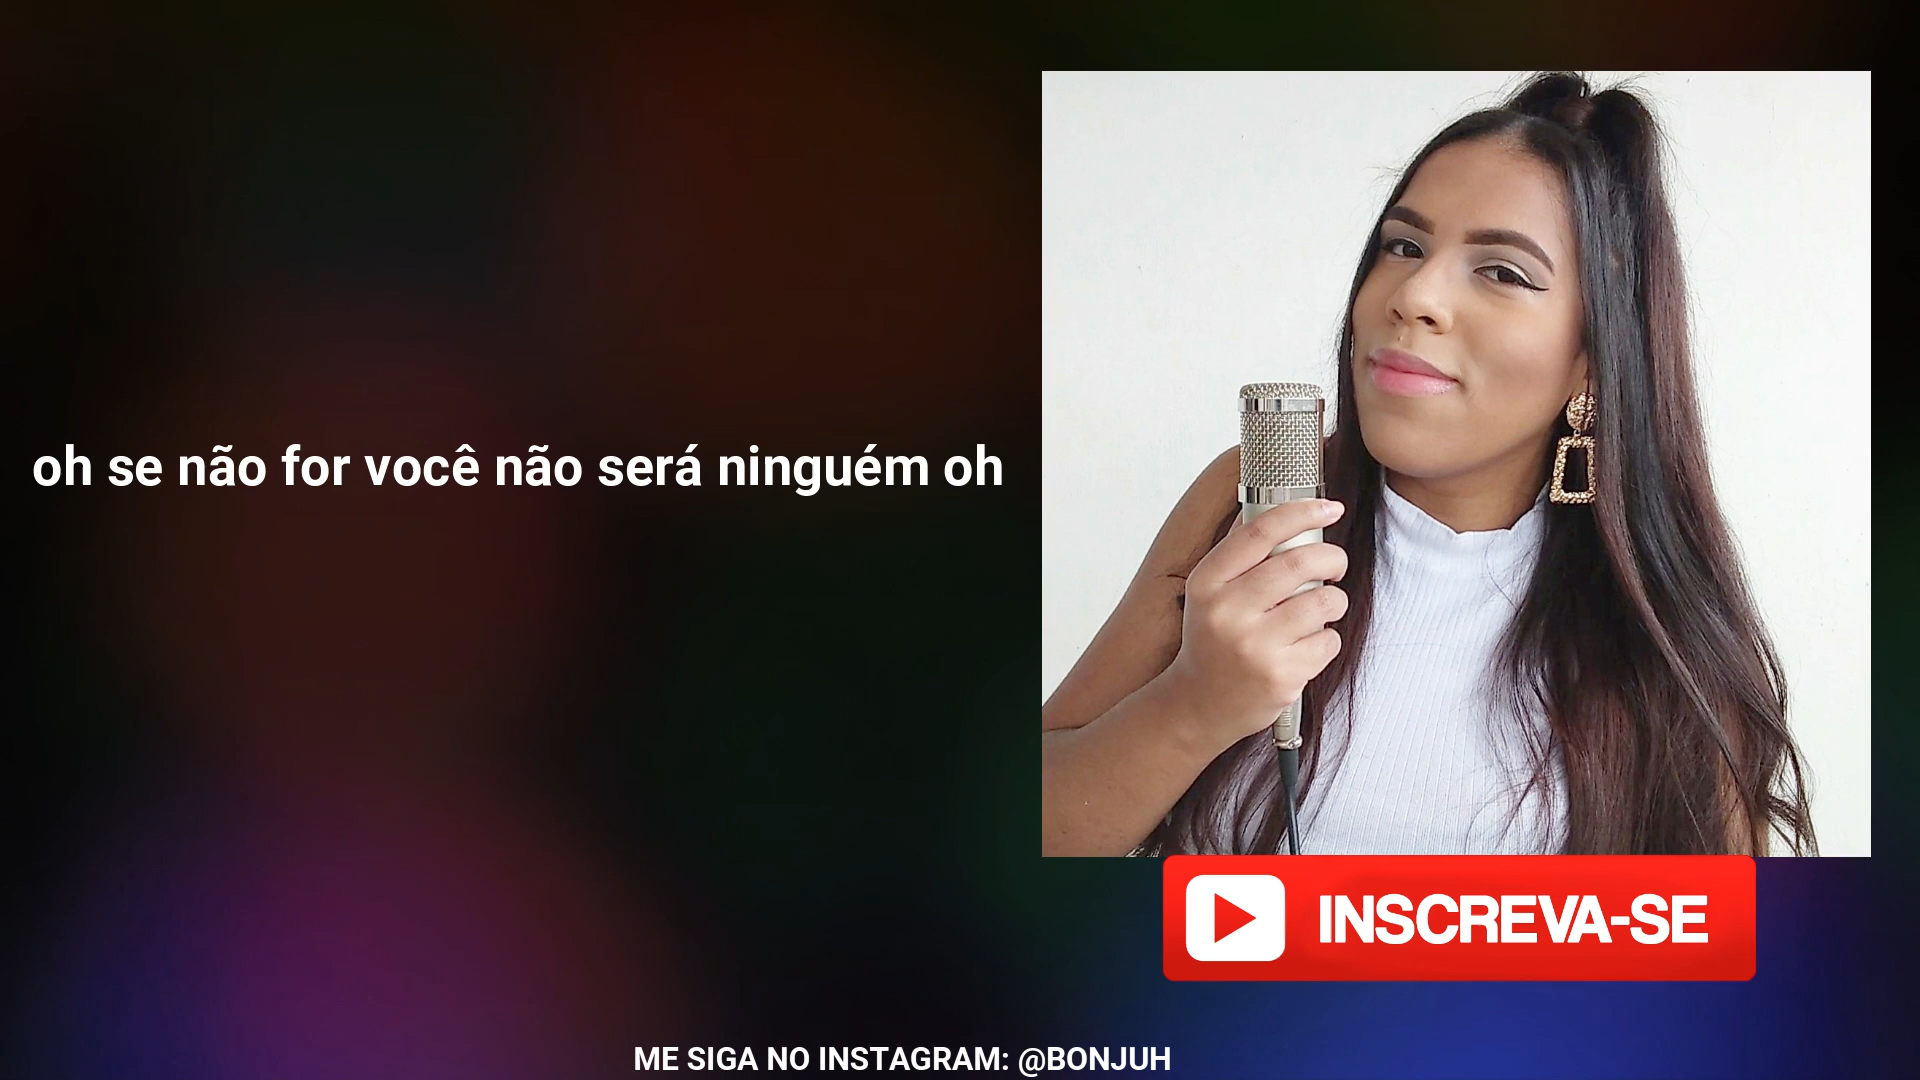 oh se não for você não será ninguém oh
INSCREVA-SE
ME SIGA NO INSTAGRAM: @BONJUH